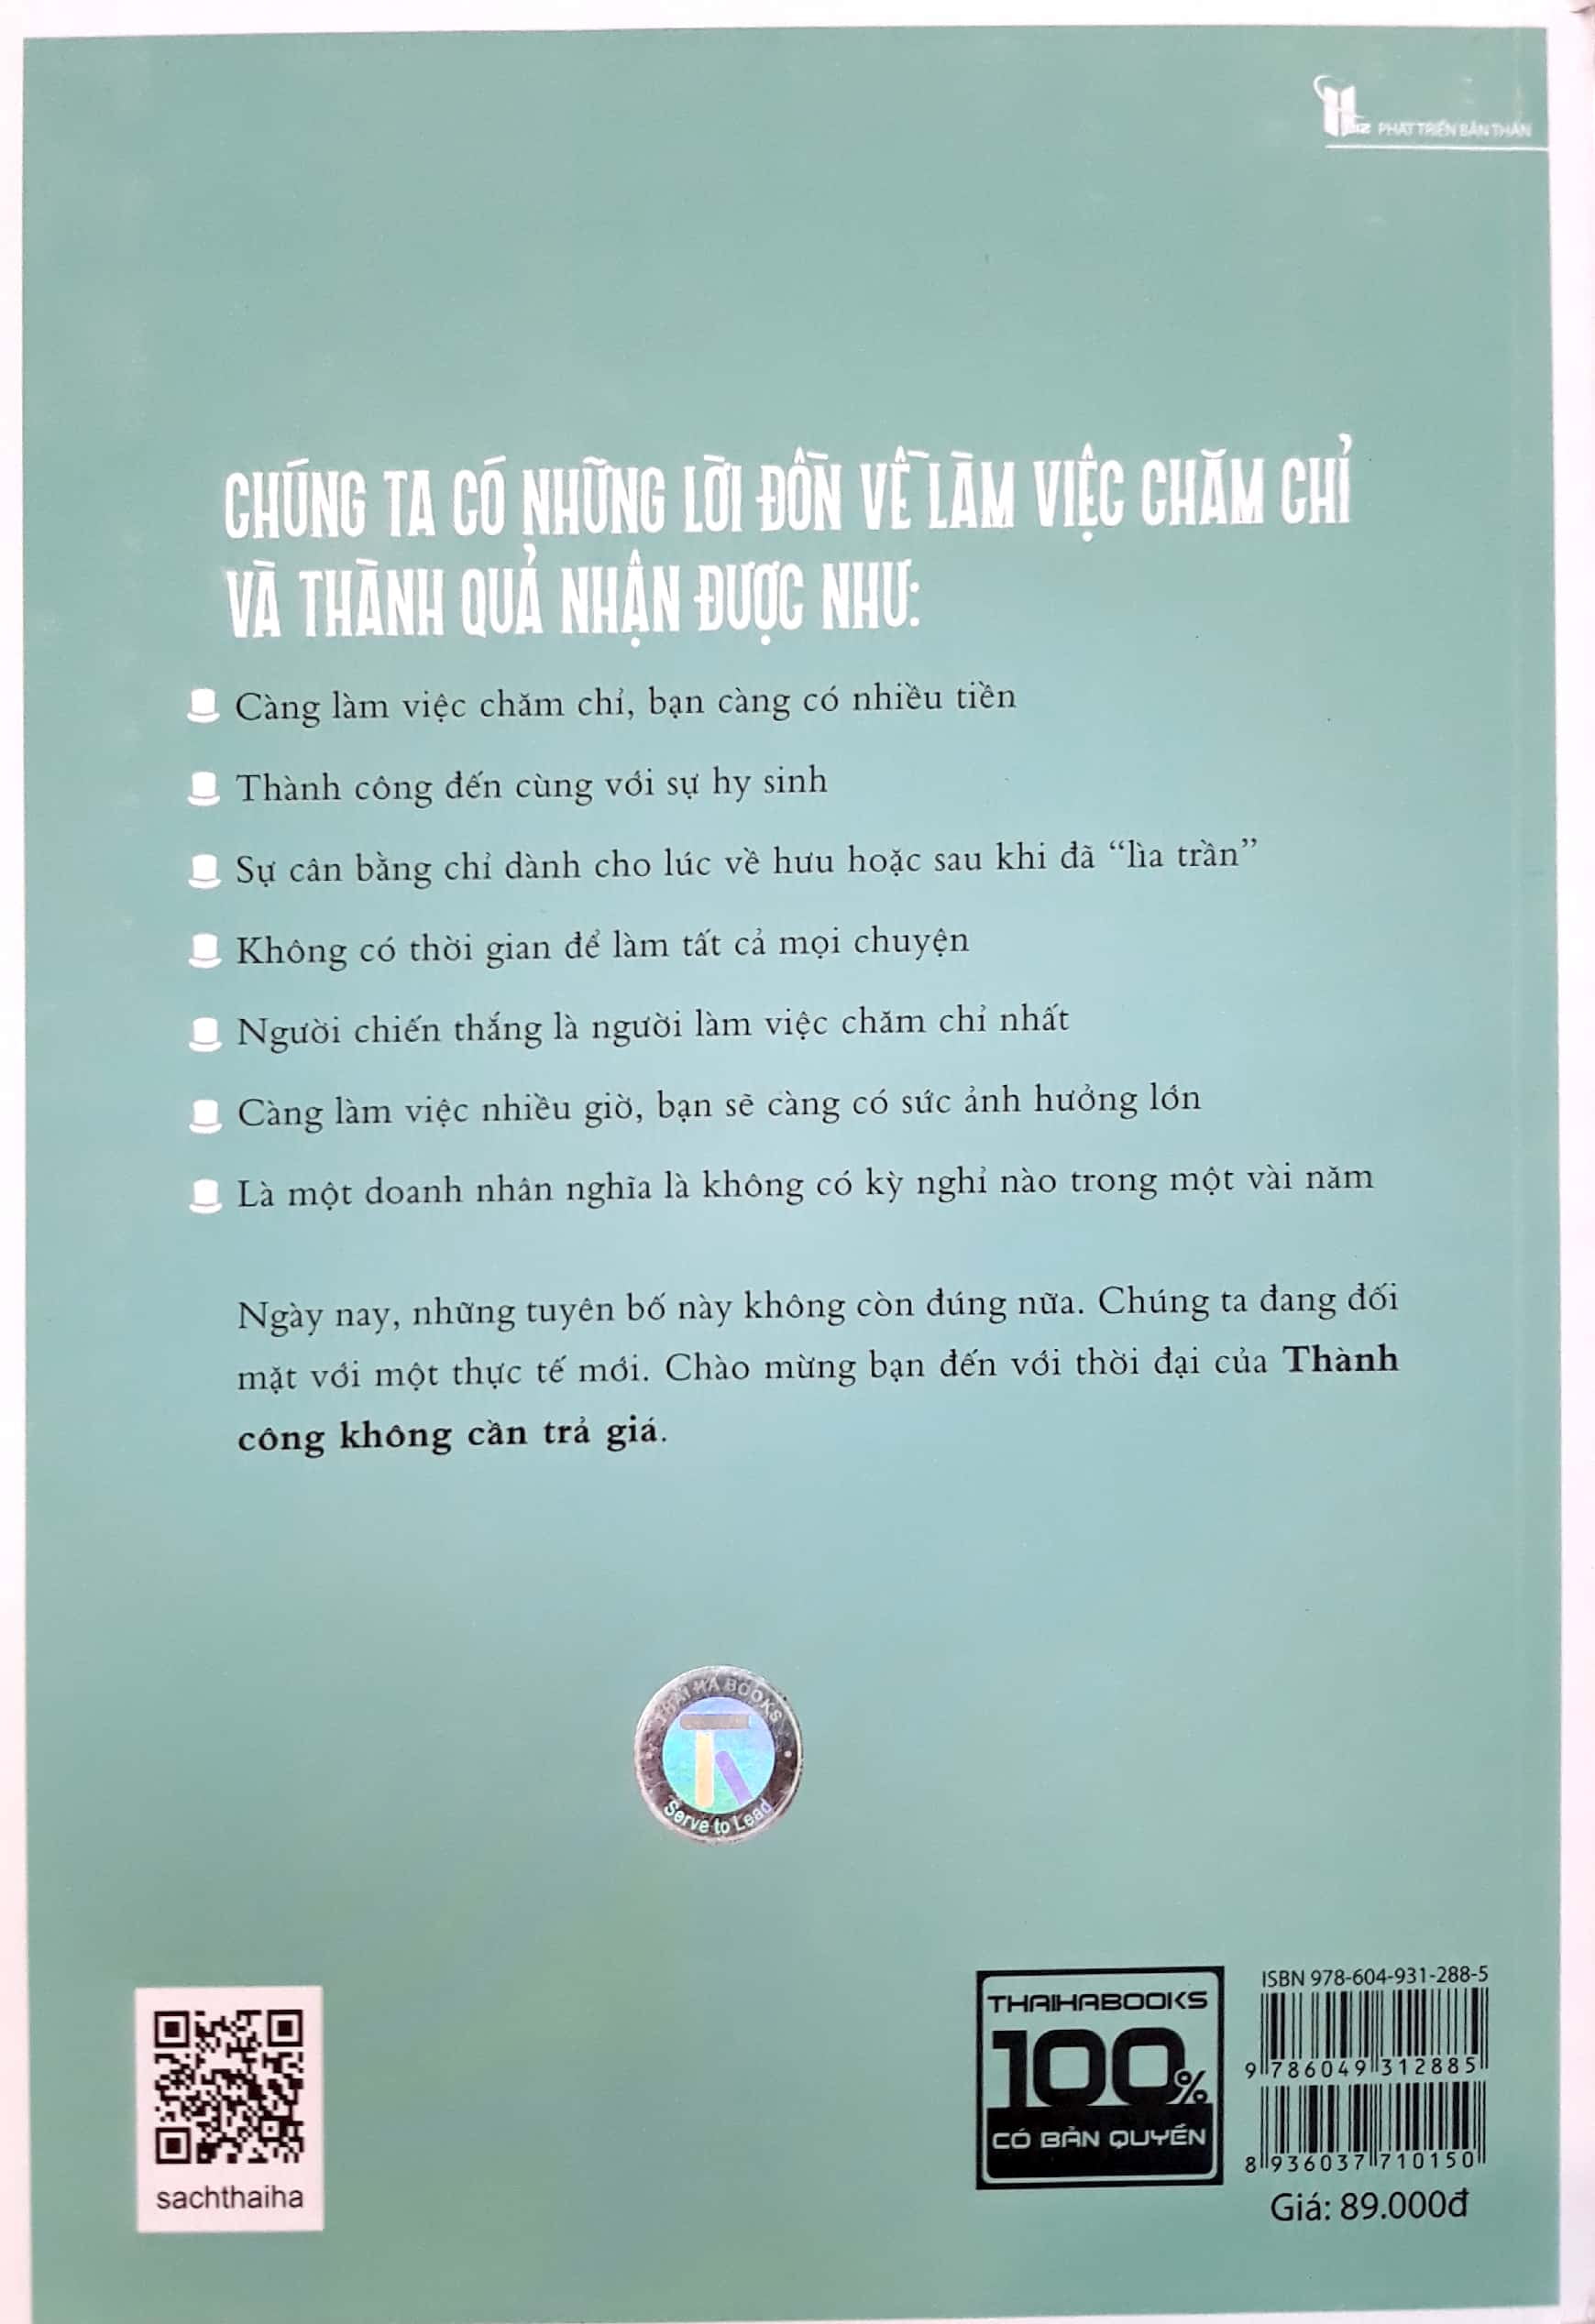 BIZ PHÁT TRIỂN BẢN THÂN
CHÚNG TA CÓ NHỮNG LỜI ĐỒN VỀ LÀM VIỆC CHĂM CHỈ
VÀ THÀNH QUẢ NHẬN ĐƯỢC NHƯ:
Càng làm việc chăm chỉ, bạn càng có nhiều tiền
Thành công đến cùng với sự hy sinh
Sự cân bằng chỉ dành cho lúc về hưu hoặc sau khi đã “lìa trần”
Không có thời gian để làm tất cả mọi chuyện
Người chiến thắng là người làm việc chăm chỉ nhất
Càng làm việc nhiều giờ, bạn sẽ càng có sức ảnh hưởng lớn
Là một doanh nhân nghĩa là không có kỳ nghỉ nào trong một vài năm
Ngày nay, những tuyên bố này không còn đúng nữa. Chúng ta đang đối
mặt với một thực tế mới. Chào mừng bạn đến với thời đại của Thành
công không cần trả giá.
THÁI HÀ BOOKS
Serve to Lead
sachthaiha
THAIHABOOKS
100%
CÓ BẢN QUYỀN
ISBN 978-604-931-288-5
9 786049 312885
8 936037 710150
Giá: 89.000đ